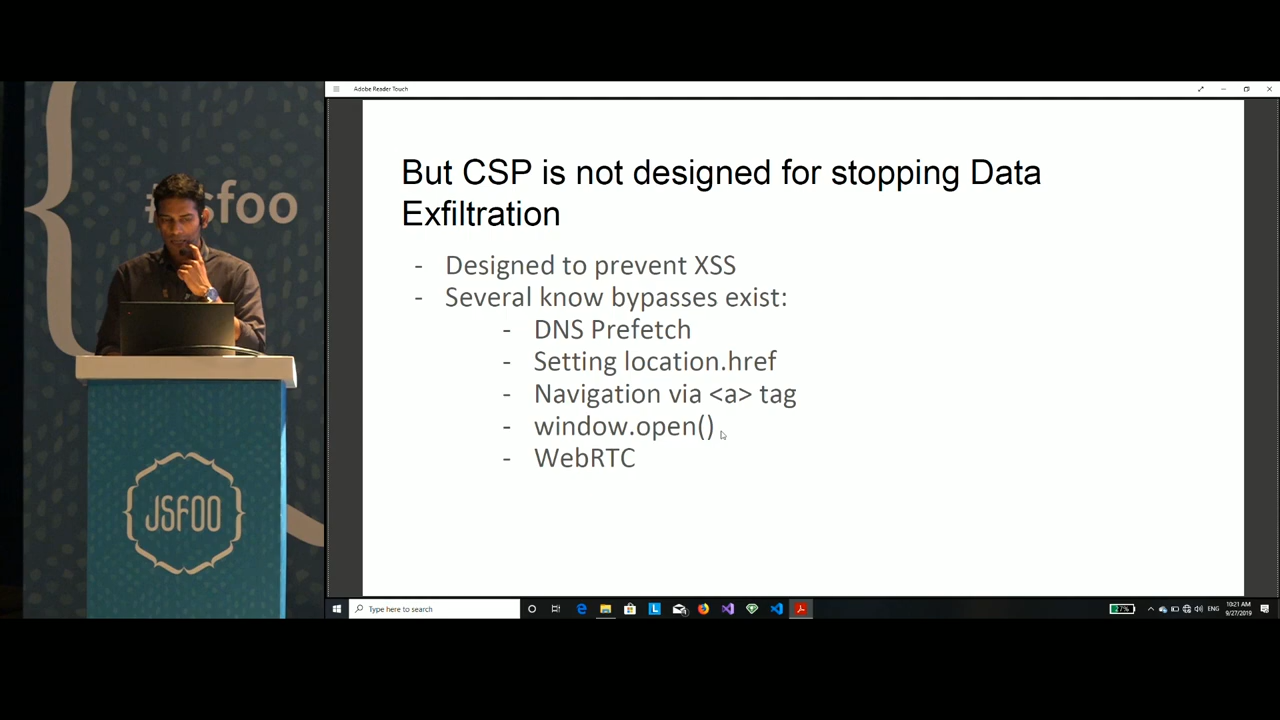 Adobe Reader Touch
But CSP is not designed for stopping Data
Exfiltration
- Designed to prevent XSS
- Several know bypasses exist:
- DNS Prefetch
- Setting location.href
- Navigation via <a> tag
- window.open()
- WebRTC
sfoo
JSFOO
Type here to search
27%
ENG
10:21 AM
9/27/2019